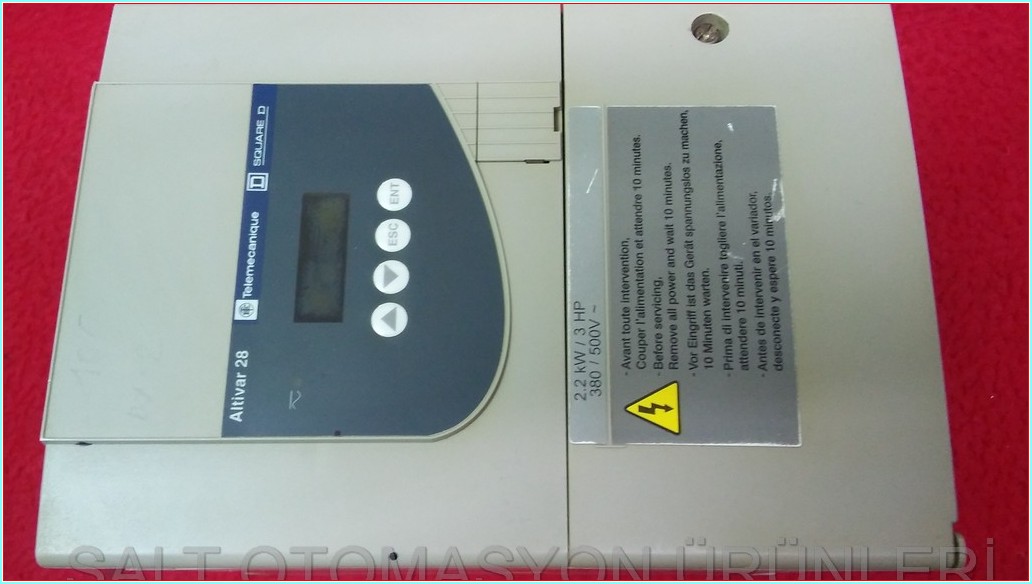 Altivar 28
Telemecanique
SQUARE D
ESC
ENT
2.2 kW / 3 HP
380 / 500V ~
- Avant toute intervention,
Couper l'alimentation et attendre 10 minutes.
- Before servicing,
Remove all power and wait 10 minutes.
- Vor Eingriff ist das Gerät spannungslos zu machen,
10 Minuten warten.
- Prima di intervenire togliere l'alimentazione,
attendere 10 minuti.
- Antes de intervenir en el variador,
desconecte y espere 10 minutos.
SALT OTOMASYON ÜRÜNLERİ